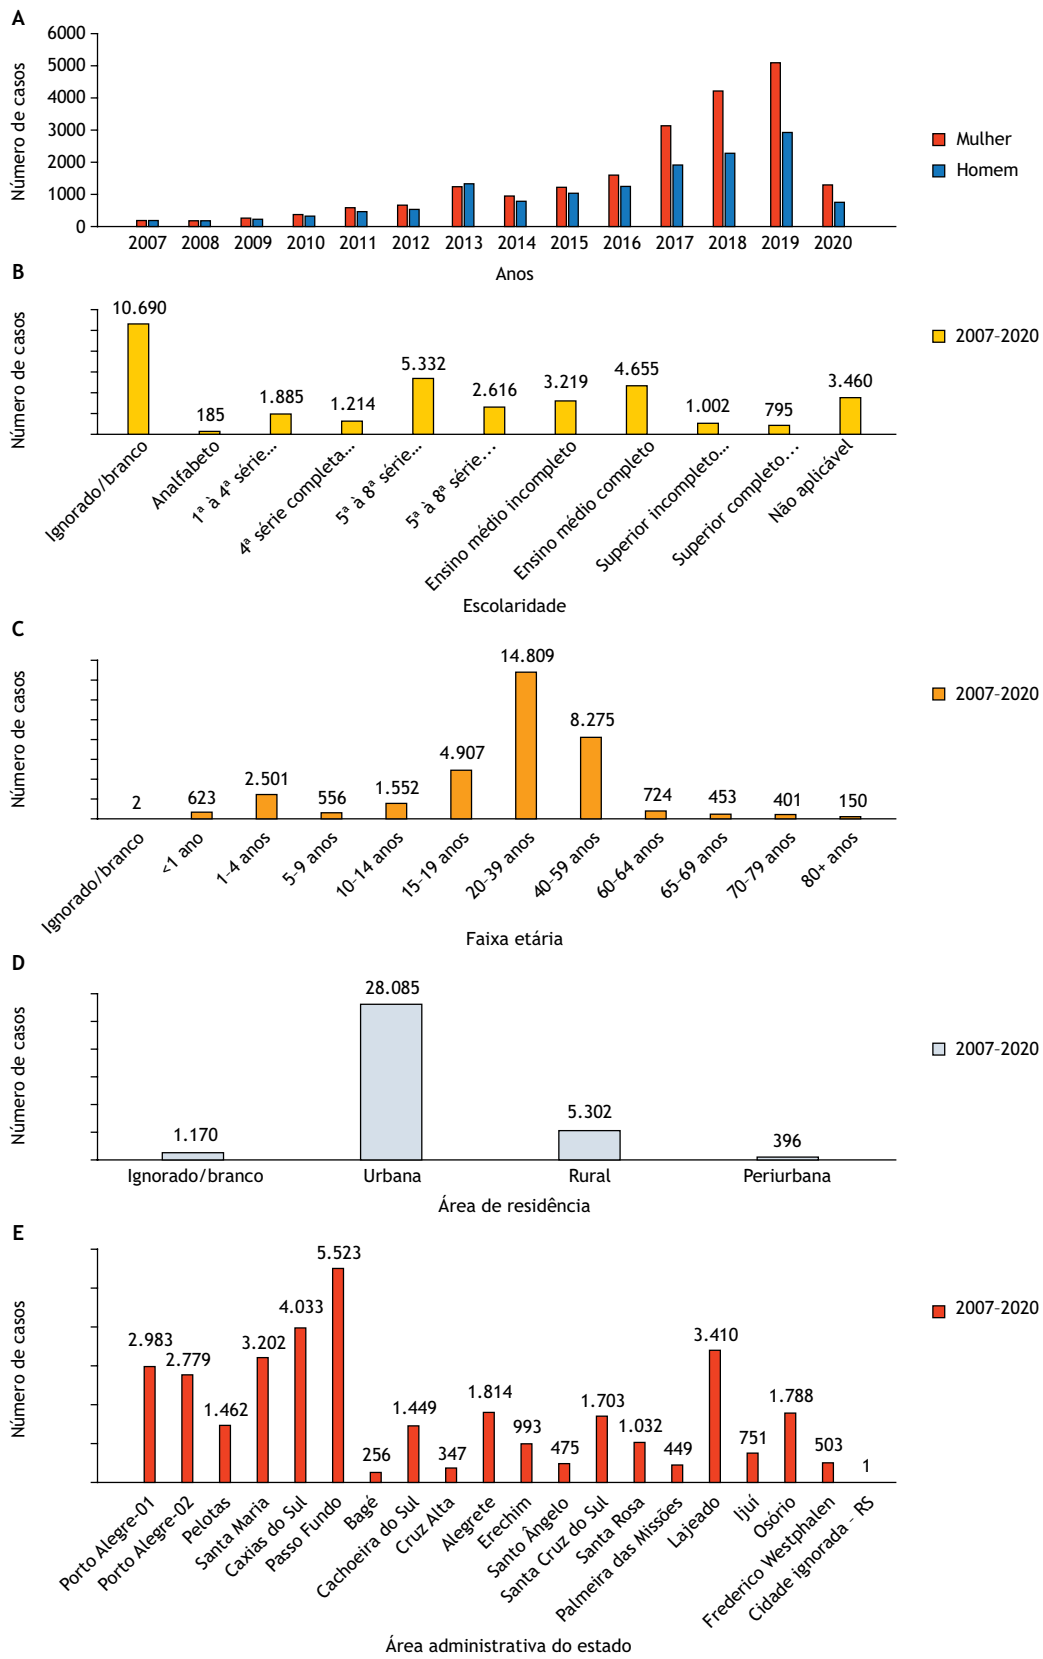 A
6000
5000
4000
3000
2000
1000
0
Número de casos
2007 2008 2009 2010 2011 2012 2013 2014 2015 2016 2017 2018 2019 2020
Anos
Mulher
Homem
B
Número de casos
10.690 185 1.885 1.214 5.332 2.616 3.219 4.655 1.002 795 3.460
Ignorado/branco
Analfabeto
1ª à 4ª série...
4ª série completa...
5ª à 8ª série...
5ª à 8ª série...
Ensino médio incompleto
Ensino médio completo
Superior incompleto...
Superior completo...
Não aplicável
Escolaridade
2007-2020
C
Número de casos
2 623 2.501 556 1.552 4.907 14.809 8.275 724 453 401 150
Ignorado/branco
<1 ano
1-4 anos
5-9 anos
10-14 anos
15-19 anos
20-39 anos
40-59 anos
60-64 anos
65-69 anos
70-79 anos
80+ anos
Faixa etária
2007-2020
D
Número de casos
1.170 28.085 5.302 396
Ignorado/branco Urbana Rural Periurbana
Área de residência
2007-2020
E
Número de casos
2.983 2.779 1.462 3.202 4.033 5.523 256 1.449 347 1.814 993 475 1.703 1.032 449 3.410 751 1.788 503 1
Porto Alegre-01
Porto Alegre-02
Pelotas
Santa Maria
Caxias do Sul
Passo Fundo
Bagé
Cachoeira do Sul
Cruz Alta
Alegrete
Erechim
Santo Ângelo
Santa Cruz do Sul
Santa Rosa
Palmeira das Missões
Lajeado
Ijuí
Osório
Frederico Westphalen
Cidade ignorada - RS
Área administrativa do estado
2007-2020